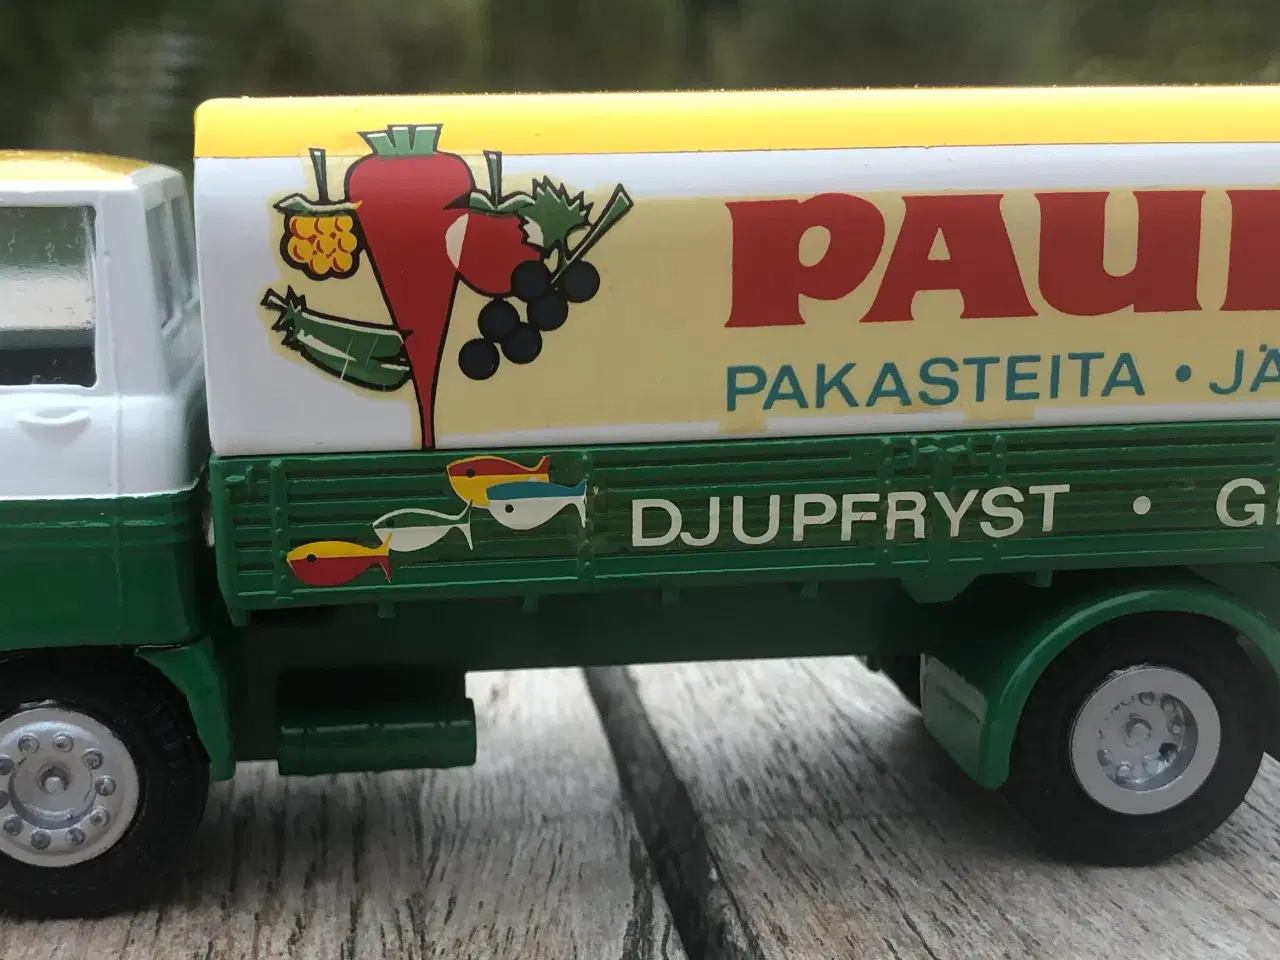 PAU
PAKASTEITA • JÄ
DJUPFRYST • G